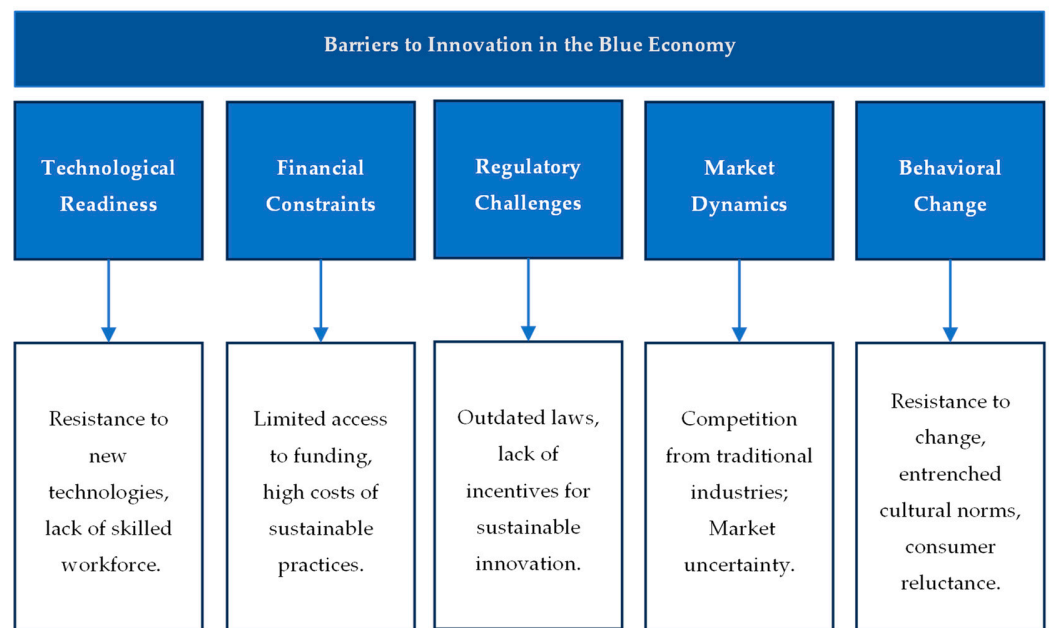 Barriers to Innovation in the Blue Economy
Technological
Readiness
Financial
Constraints
Regulatory
Challenges
Market
Dynamics
Behavioral
Change
Resistance to
new
technologies,
lack of skilled
workforce.
Limited access
to funding,
high costs of
sustainable
practices.
Outdated laws,
lack of
incentives for
sustainable
innovation.
Competition
from traditional
industries;
Market
uncertainty.
Resistance to
change,
entrenched
cultural norms,
consumer
reluctance.